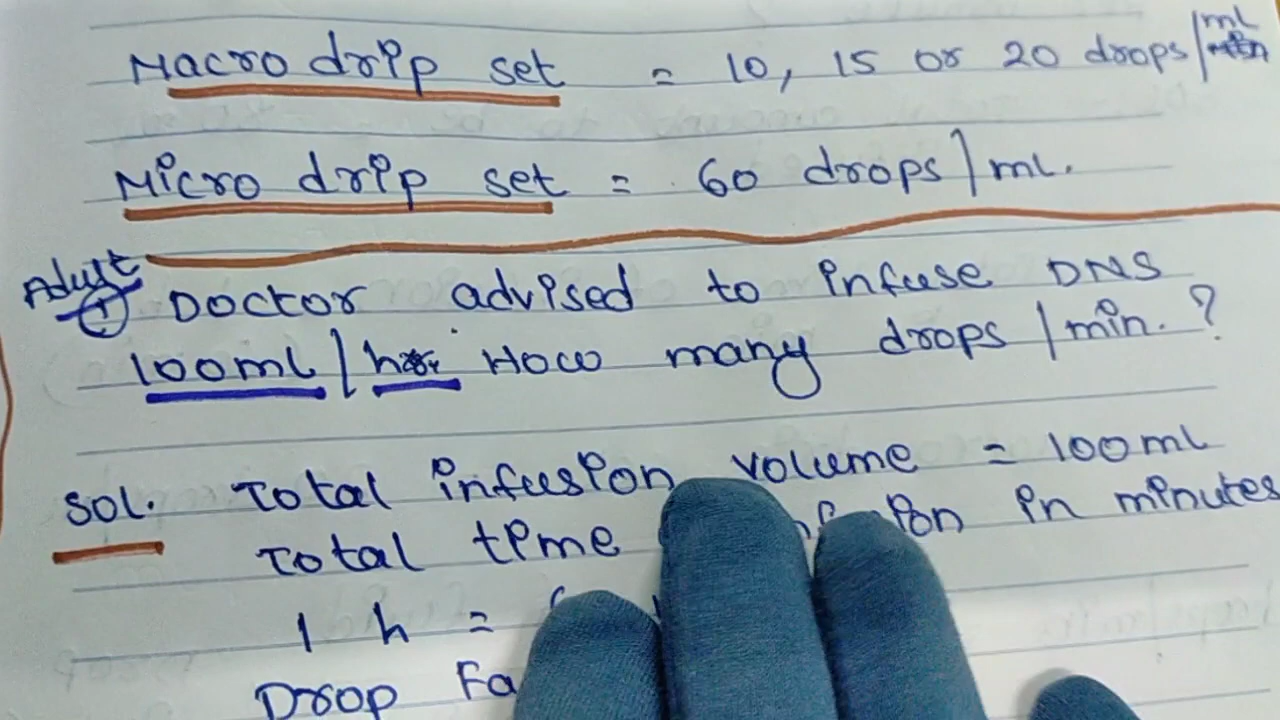 Macro drip set = 10, 15 or 20 drops/ml
Micro drip set = 60 drops/ml.
Adult
① Doctor advised to infuse DNS
100ml/hr. How many drops/min.?
Sol. Total infusion volume = 100ml
Total time in minutes
1 h =
Drop